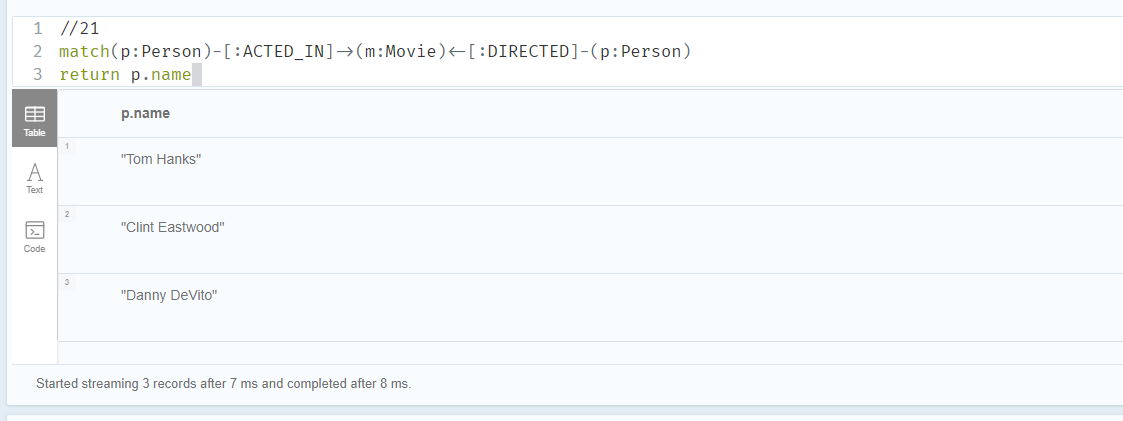 1 //21
2 match(p:Person)-[:ACTED_IN]→(m:Movie)←[:DIRECTED]-(p:Person)
3 return p.name
Table
p.name
1
"Tom Hanks"
Text
2
"Clint Eastwood"
Code
3
"Danny DeVito"
Started streaming 3 records after 7 ms and completed after 8 ms.